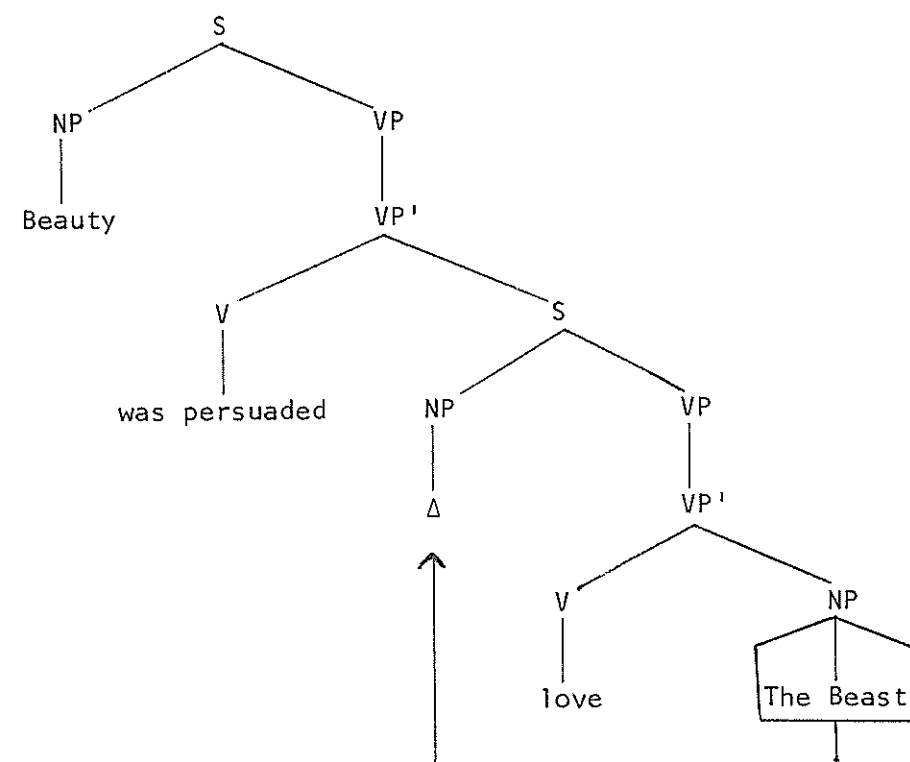 S
NP VP
Beauty VP'
V S
was persuaded NP VP
Δ VP'
V NP
love The Beast